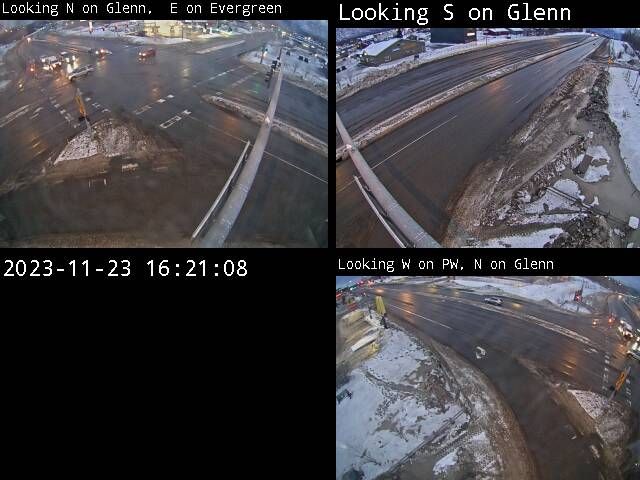 Looking N on Glenn, E on Evergreen
Looking S on Glenn
2023-11-23 16:21:08
Looking W on PW, N on Glenn